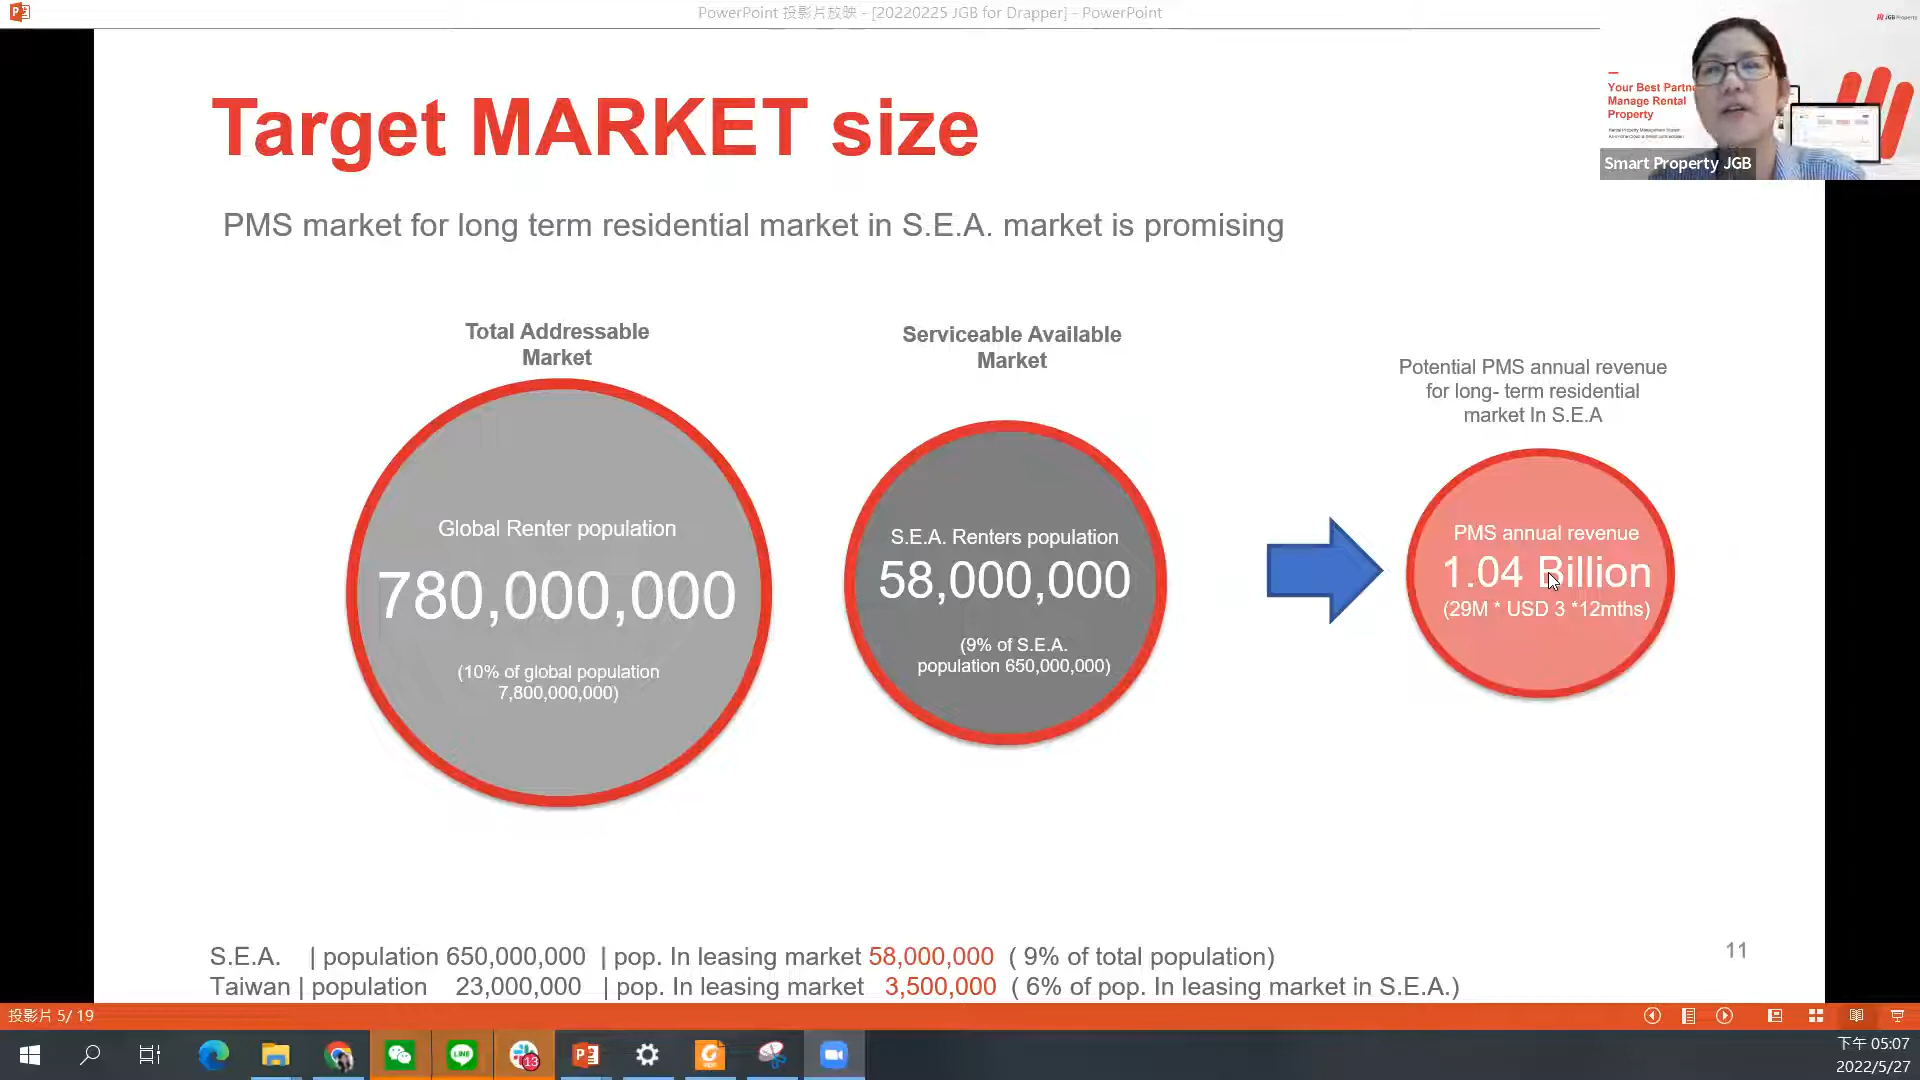 PowerPoint 投影片放映 - [20220225 JGB for Drapper] - PowerPoint
JGB Property
Your Best Partne
Manage Rental
Property
Smart Property JGB
Target MARKET size
PMS market for long term residential market in S.E.A. market is promising
Total Addressable
Market
Global Renter population
780,000,000
(10% of global population
7,800,000,000)
Serviceable Available
Market
S.E.A. Renters population
58,000,000
(9% of S.E.A.
population 650,000,000)
Potential PMS annual revenue
for long- term residential
market In S.E.A
PMS annual revenue
1.04 Billion
(29M * USD 3 *12mths)
S.E.A. | population 650,000,000 | pop. In leasing market 58,000,000 ( 9% of total population)
Taiwan | population 23,000,000 | pop. In leasing market 3,500,000 ( 6% of pop. In leasing market in S.E.A.)
11
投影片 5/ 19
LINE
13
下午 05:07
2022/5/27